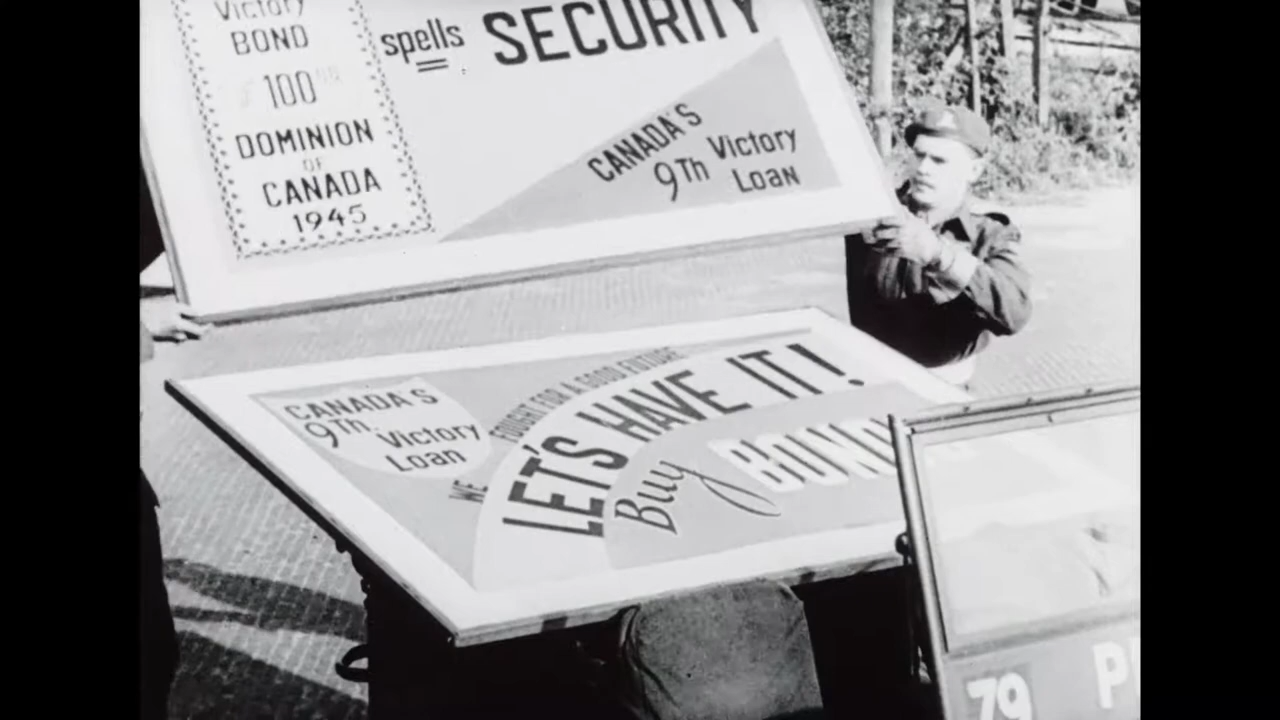 Victory
BOND
100
DOMINION
OF
CANADA
1945
spells SECURITY
CANADA'S
9TH Victory
LOAN
CANADA'S
9TH Victory
LOAN
WE FOUGHT FOR A GOOD FUTURE
LET'S HAVE IT!
Buy BOND
79